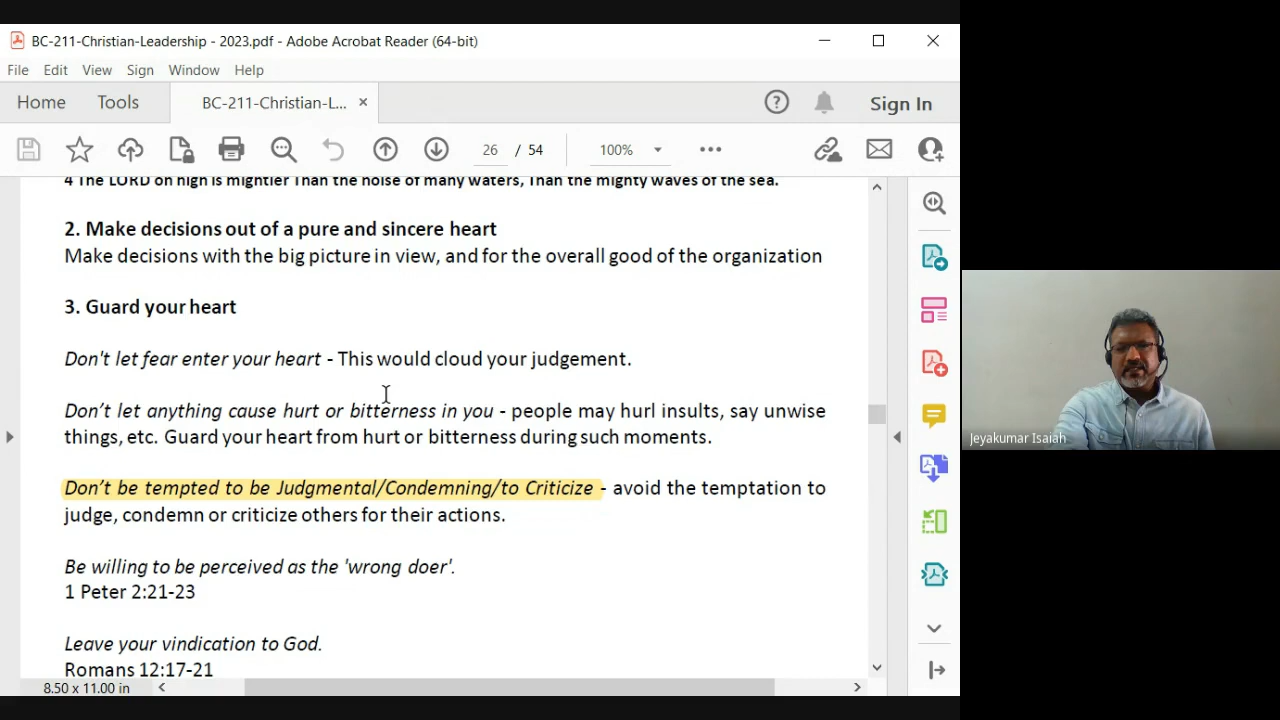 BC-211-Christian-Leadership - 2023.pdf - Adobe Acrobat Reader (64-bit)
File Edit View Sign Window Help
Home Tools BC-211-Christian-L... × Sign In
26 / 54 100%
4 The LORD on high is mightier Than the noise of many waters, Than the mighty waves of the sea.
2. Make decisions out of a pure and sincere heart
Make decisions with the big picture in view, and for the overall good of the organization
3. Guard your heart
Don't let fear enter your heart - This would cloud your judgement.
Don’t let anything cause hurt or bitterness in you - people may hurl insults, say unwise
things, etc. Guard your heart from hurt or bitterness during such moments.
Don’t be tempted to be Judgmental/Condemning/to Criticize - avoid the temptation to
judge, condemn or criticize others for their actions.
Be willing to be perceived as the 'wrong doer'.
1 Peter 2:21-23
Leave your vindication to God.
Romans 12:17-21
8.50 x 11.00 in
Jeyakumar Isaiah